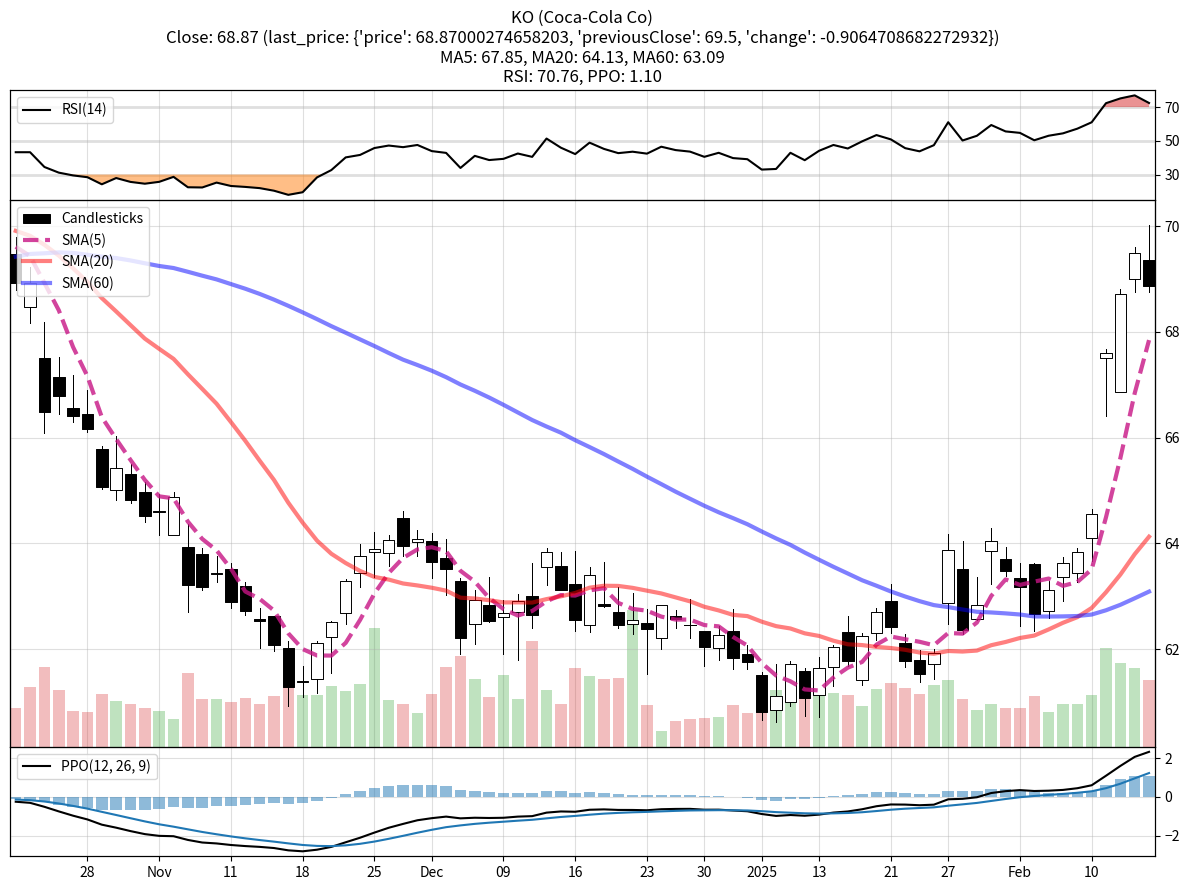 KO (Coca-Cola Co)
Close: 68.87 (last_price: {'price': 68.87000274658203, 'previousClose': 69.5, 'change': -0.9064708682272932})
MA5: 67.85, MA20: 64.13, MA60: 63.09
RSI: 70.76, PPO: 1.10
RSI(14)
70
50
30
Candlesticks
SMA(5)
SMA(20)
SMA(60)
70
68
66
64
62
PPO(12, 26, 9)
2
0
−2
28 Nov 11 18 25 Dec 09 16 23 30 2025 13 21 27 Feb 10